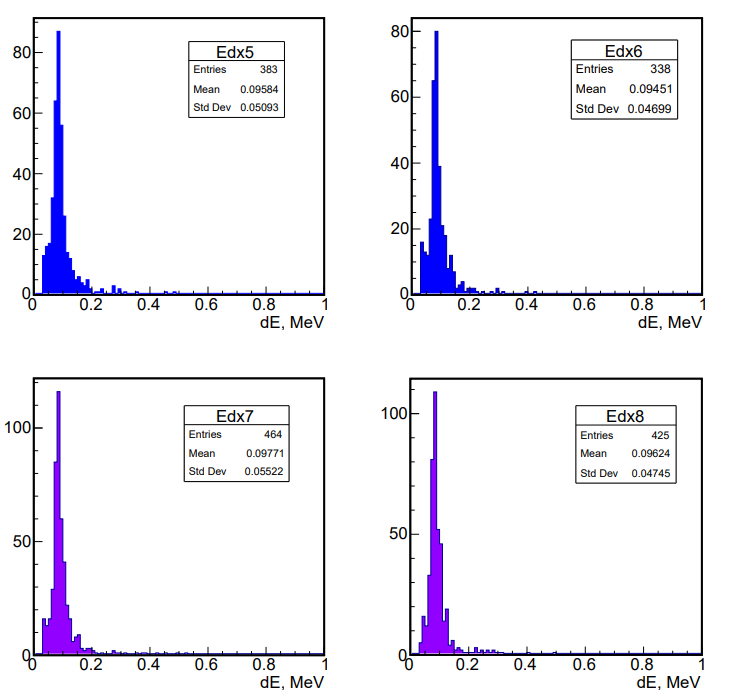 Edx5
Entries 383
Mean 0.09584
Std Dev 0.05093
80
60
40
20
0
0 0.2 0.4 0.6 0.8 1
dE, MeV
Edx6
Entries 338
Mean 0.09451
Std Dev 0.04699
80
60
40
20
0
0 0.2 0.4 0.6 0.8 1
dE, MeV
Edx7
Entries 464
Mean 0.09771
Std Dev 0.05522
100
50
0
0 0.2 0.4 0.6 0.8 1
dE, MeV
Edx8
Entries 425
Mean 0.09624
Std Dev 0.04745
100
50
0
0 0.2 0.4 0.6 0.8 1
dE, MeV